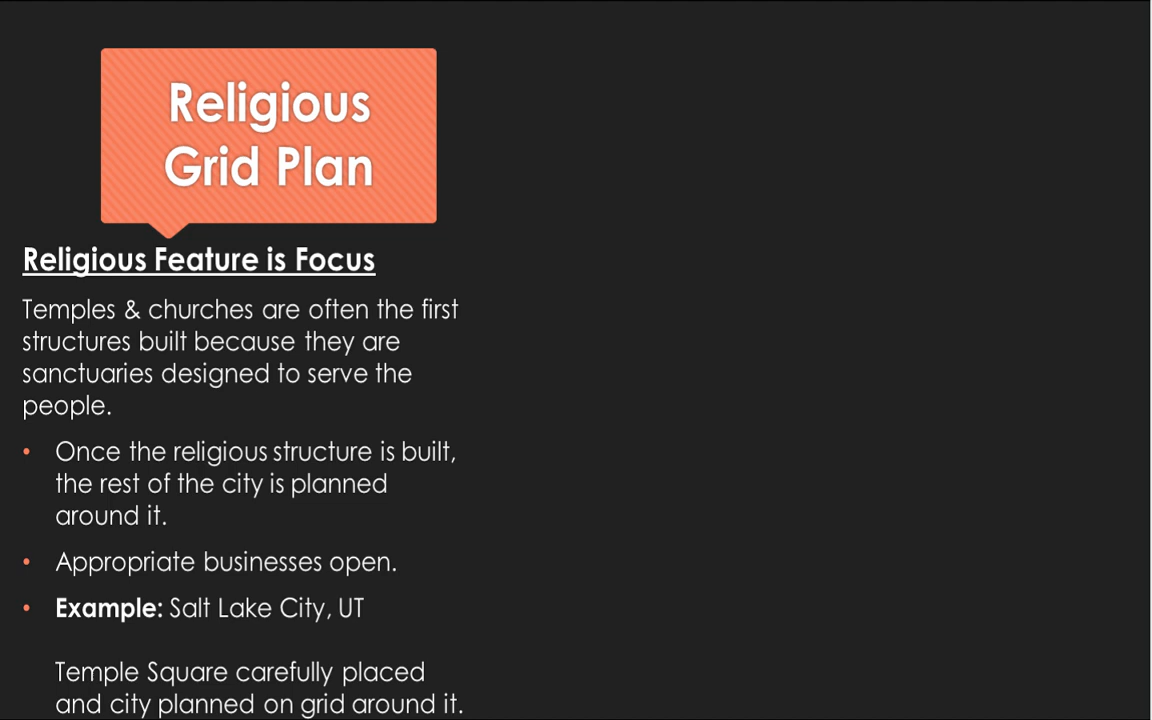 Religious
Grid Plan
Religious Feature is Focus
Temples & churches are often the first
structures built because they are
sanctuaries designed to serve the
people.
• Once the religious structure is built,
the rest of the city is planned
around it.
• Appropriate businesses open.
• Example: Salt Lake City, UT
Temple Square carefully placed
and city planned on grid around it.